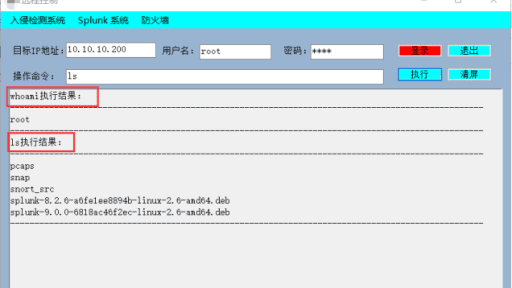 远程控制
入侵检测系统 Splunk 系统 防火墙
目标IP地址: 10.10.10.200 用户名: root 密码: **** 登录 退出
操作命令: ls 执行 清屏
whoami执行结果:
root
ls执行结果:
pcaps
snap
snort_src
splunk-8.2.6-a6fe1ee8894b-linux-2.6-amd64.deb
splunk-9.0.0-6818ac46f2ec-linux-2.6-amd64.deb